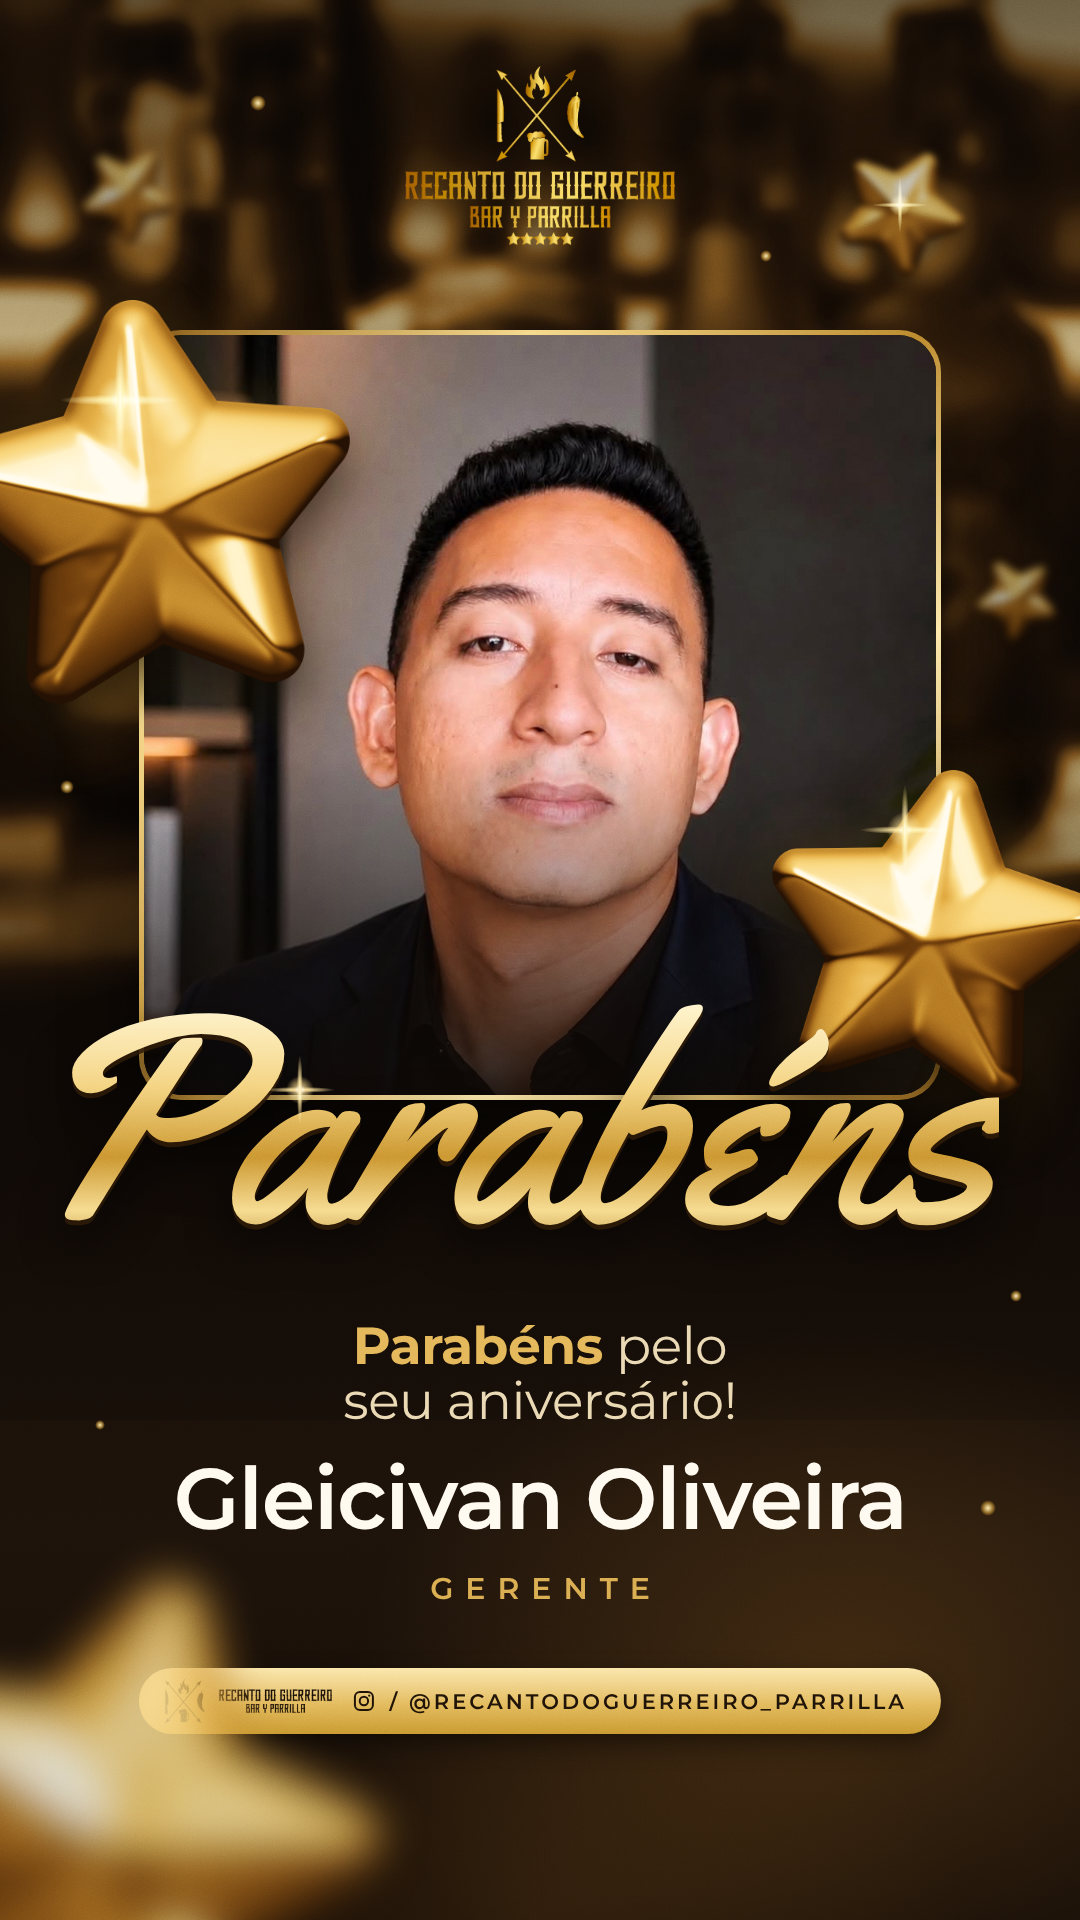 RECANTO DO GUERREIRO
BAR Y PARRILLA
Parabéns
Parabéns pelo
seu aniversário!
Gleicivan Oliveira
GERENTE
RECANTO DO GUERREIRO
BAR Y PARRILLA
/ @RECANTODOGUERREIRO_PARRILLA